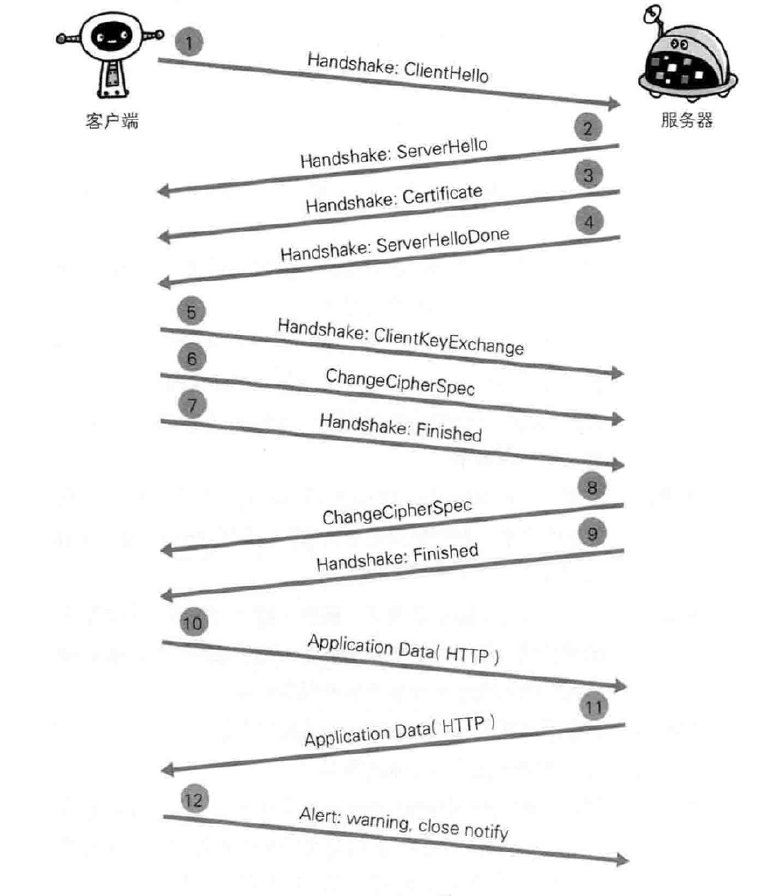 1
Handshake: ClientHello
客户端
服务器
2
Handshake: ServerHello
3
Handshake: Certificate
4
Handshake: ServerHelloDone
5
Handshake: ClientKeyExchange
6
ChangeCipherSpec
7
Handshake: Finished
8
ChangeCipherSpec
9
Handshake: Finished
10
Application Data( HTTP )
11
Application Data( HTTP )
12
Alert: warning, close notify